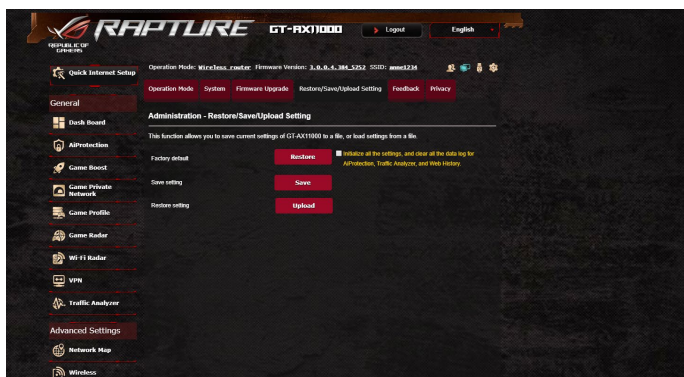 RAPTURE GT-AX11000 Logout English
REPUBLIC OF
GAMERS
Quick Internet Setup
Operation Mode: Wireless router Firmware Version: 3.0.0.4.384_5252 SSID: anne1234
Operation Mode System Firmware Upgrade Restore/Save/Upload Setting Feedback Privacy
General
Administration - Restore/Save/Upload Setting
Dash Board
This function allows you to save current settings of GT-AX11000 to a file, or load settings from a file.
AiProtection
Factory default Restore Initialize all the settings, and clear all the data log for
AiProtection, Traffic Analyzer, and Web History.
Game Boost
Save setting Save
Game Private
Network
Restore setting Upload
Game Profile
Game Radar
Wi-Fi Radar
VPN
Traffic Analyzer
Advanced Settings
Network Map
Wireless